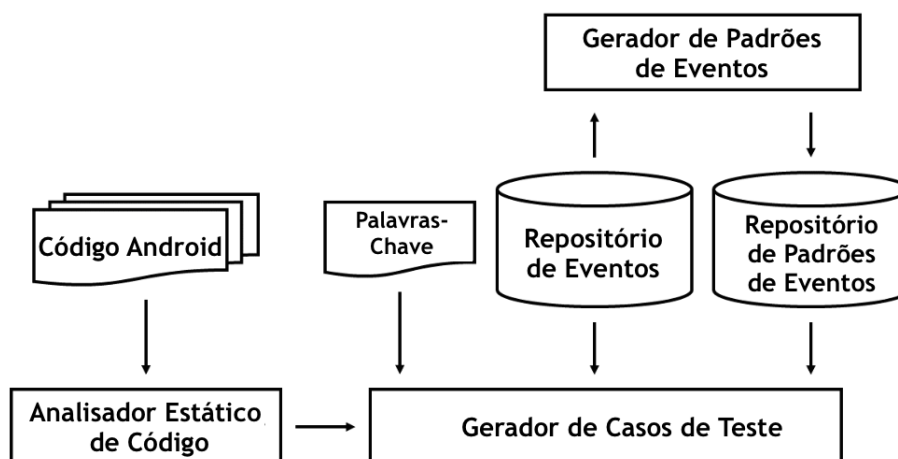 Gerador de Padrões
de Eventos
Código Android
Palavras-
Chave
Repositório
de Eventos
Repositório
de Padrões
de Eventos
Analisador Estático
de Código
Gerador de Casos de Teste